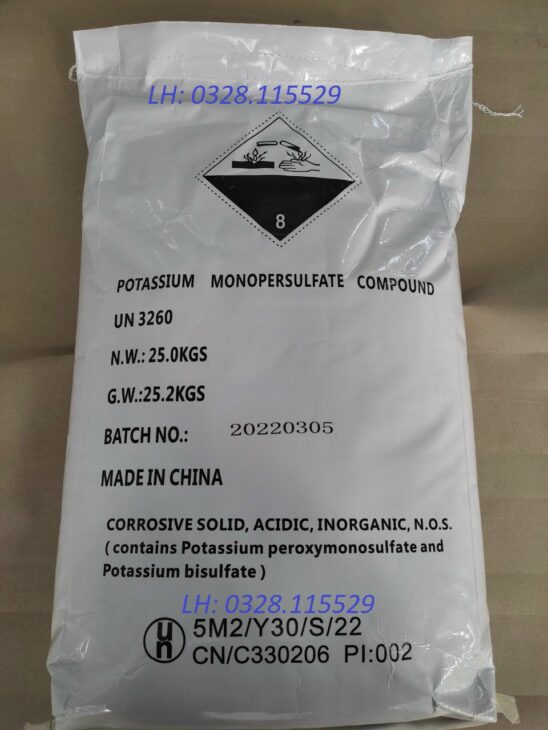 LH: 0328.115529
8
POTASSIUM MONOPERSULFATE COMPOUND
UN 3260
N.W.: 25.0KGS
G.W.:25.2KGS
BATCH NO.: 20220305
MADE IN CHINA
CORROSIVE SOLID, ACIDIC, INORGANIC, N.O.S.
( contains Potassium peroxymonosulfate and
Potassium bisulfate )
LH: 0328.115529
un 5M2/Y30/S/22
CN/C330206 PI:002